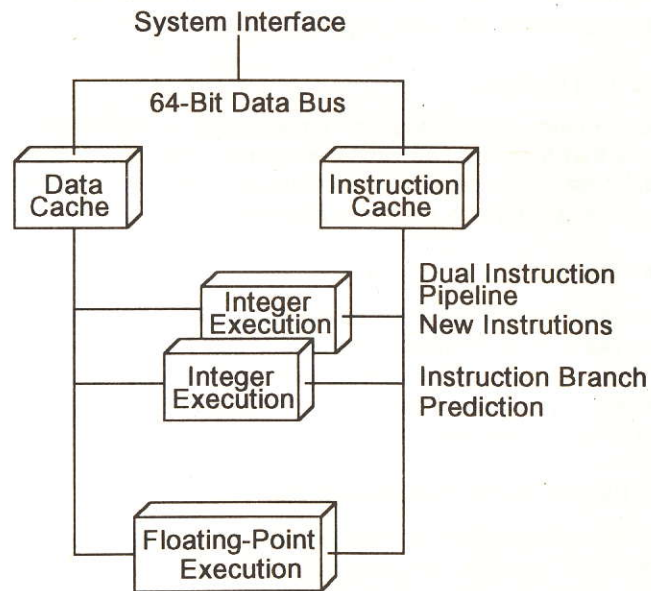 System Interface
64-Bit Data Bus
Data
Cache
Instruction
Cache
Dual Instruction
Pipeline
New Instrutions
Integer
Execution
Integer
Execution
Instruction Branch
Prediction
Floating-Point
Execution